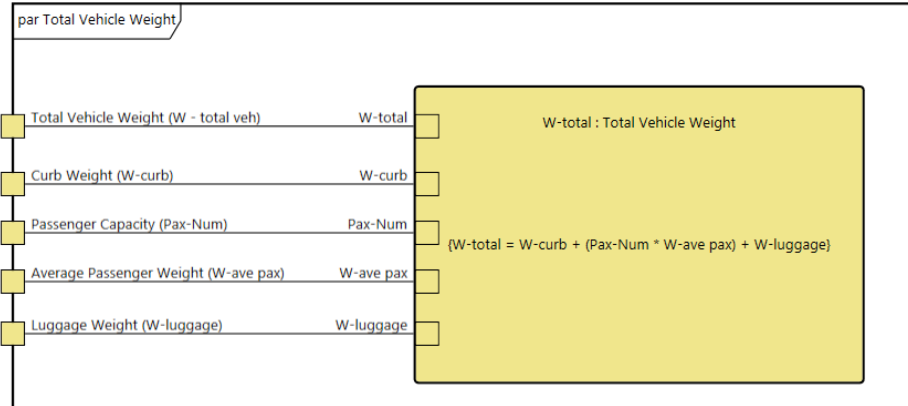 par Total Vehicle Weight
Total Vehicle Weight (W - total veh)
W-total
W-total : Total Vehicle Weight
Curb Weight (W-curb)
W-curb
Passenger Capacity (Pax-Num)
Pax-Num
{W-total = W-curb + (Pax-Num * W-ave pax) + W-luggage}
Average Passenger Weight (W-ave pax)
W-ave pax
Luggage Weight (W-luggage)
W-luggage